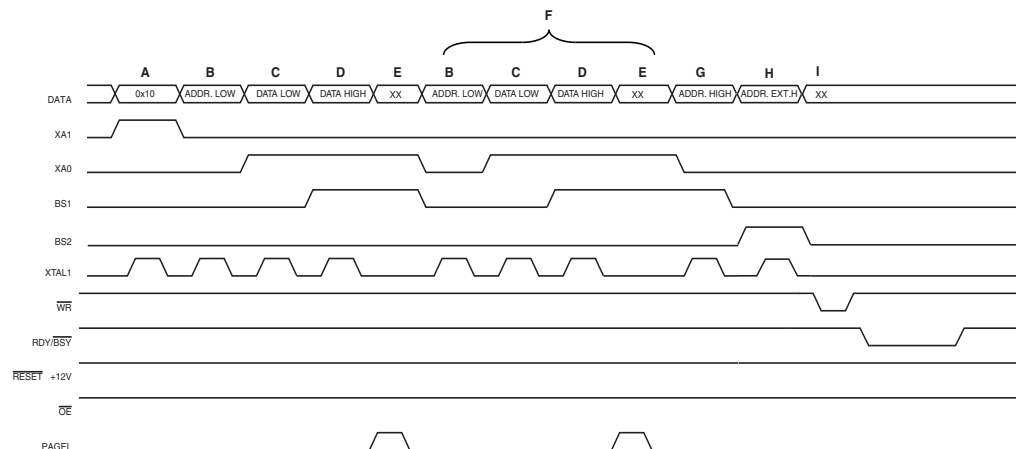 F
A B C D E B C D E G H I
DATA 0x10 ADDR. LOW DATA LOW DATA HIGH XX ADDR. LOW DATA LOW DATA HIGH XX ADDR. HIGH ADDR. EXT.H XX
XA1
XA0
BS1
BS2
XTAL1
WR
RDY/BSY
RESET +12V
OE
PAGEL